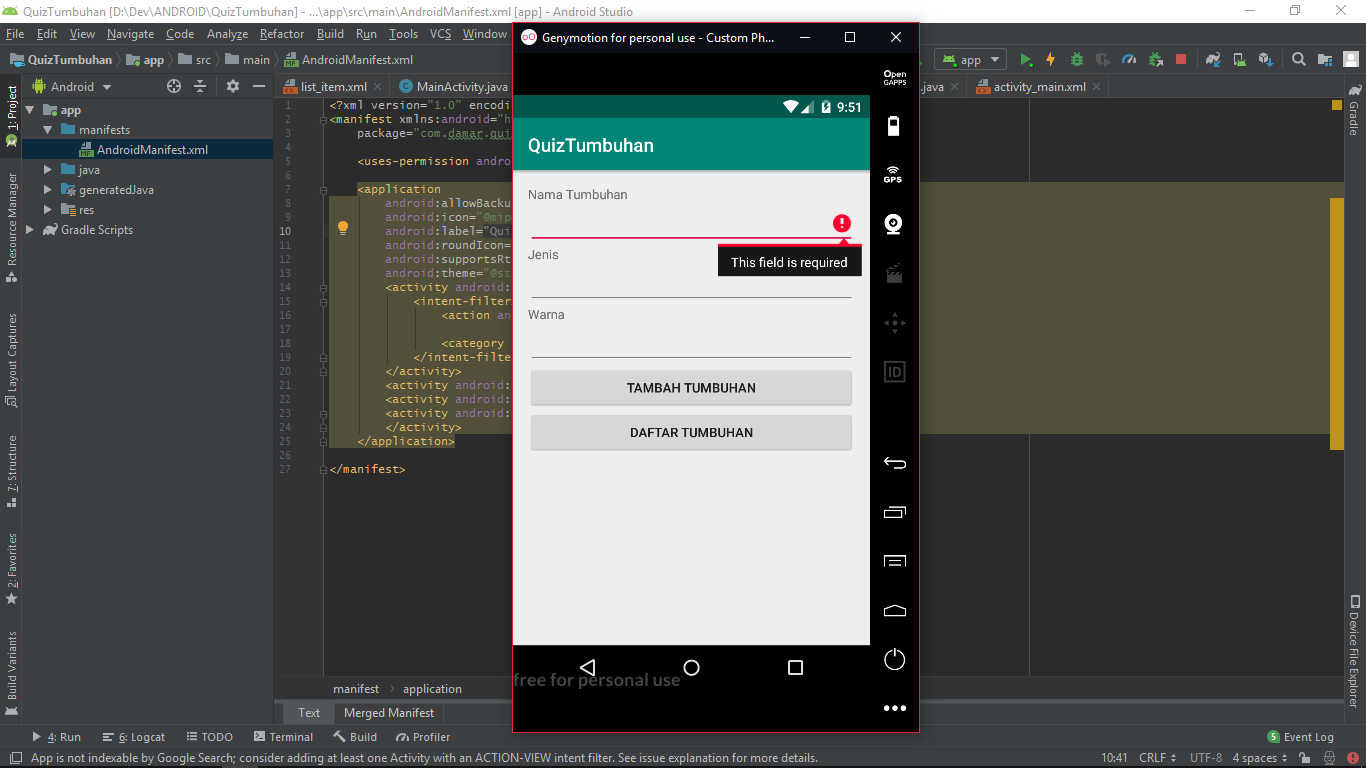 QuizTumbuhan [D:\Dev\ANDROID\QuizTumbuhan] - ...\app\src\main\AndroidManifest.xml [app] - Android Studio
File Edit View Navigate Code Analyze Refactor Build Run Tools VCS Window
QuizTumbuhan app src main AndroidManifest.xml
app
Android
list_item.xml
MainActivity.java
.java
activity_main.xml
1: Project
Resource Manager
Layout Captures
7: Structure
2: Favorites
Build Variants
app
manifests
AndroidManifest.xml
java
generatedJava
res
Gradle Scripts
1 <?xml version="1.0" encodi
2 <manifest xmlns:android="h
3 package="com.damar.qui
4
5 <uses-permission andro
6
7 <application
8 android:allowBacku
9 android:icon="@mip
10 android:label="Qui
11 android:roundIcon=
12 android:supportsRt
13 android:theme="@st
14 <activity android:
15 <intent-filter
16 <action an
17
18 <category
19 </intent-filte
20 </activity>
21 <activity android:
22 <activity android:
23 <activity android:
24 </activity>
25 </application>
26
27 </manifest>
Genymotion for personal use - Custom Ph...
9:51
QuizTumbuhan
Nama Tumbuhan
This field is required
Jenis
Warna
TAMBAH TUMBUHAN
DAFTAR TUMBUHAN
free for personal use
Open
GAPPS
GPS
ID
Gradle
Device File Explorer
manifest application
Text Merged Manifest
4: Run 6: Logcat TODO Terminal Build Profiler
5 Event Log
App is not indexable by Google Search; consider adding at least one Activity with an ACTION-VIEW intent filter. See issue explanation for more details.
10:41 CRLF UTF-8 4 spaces